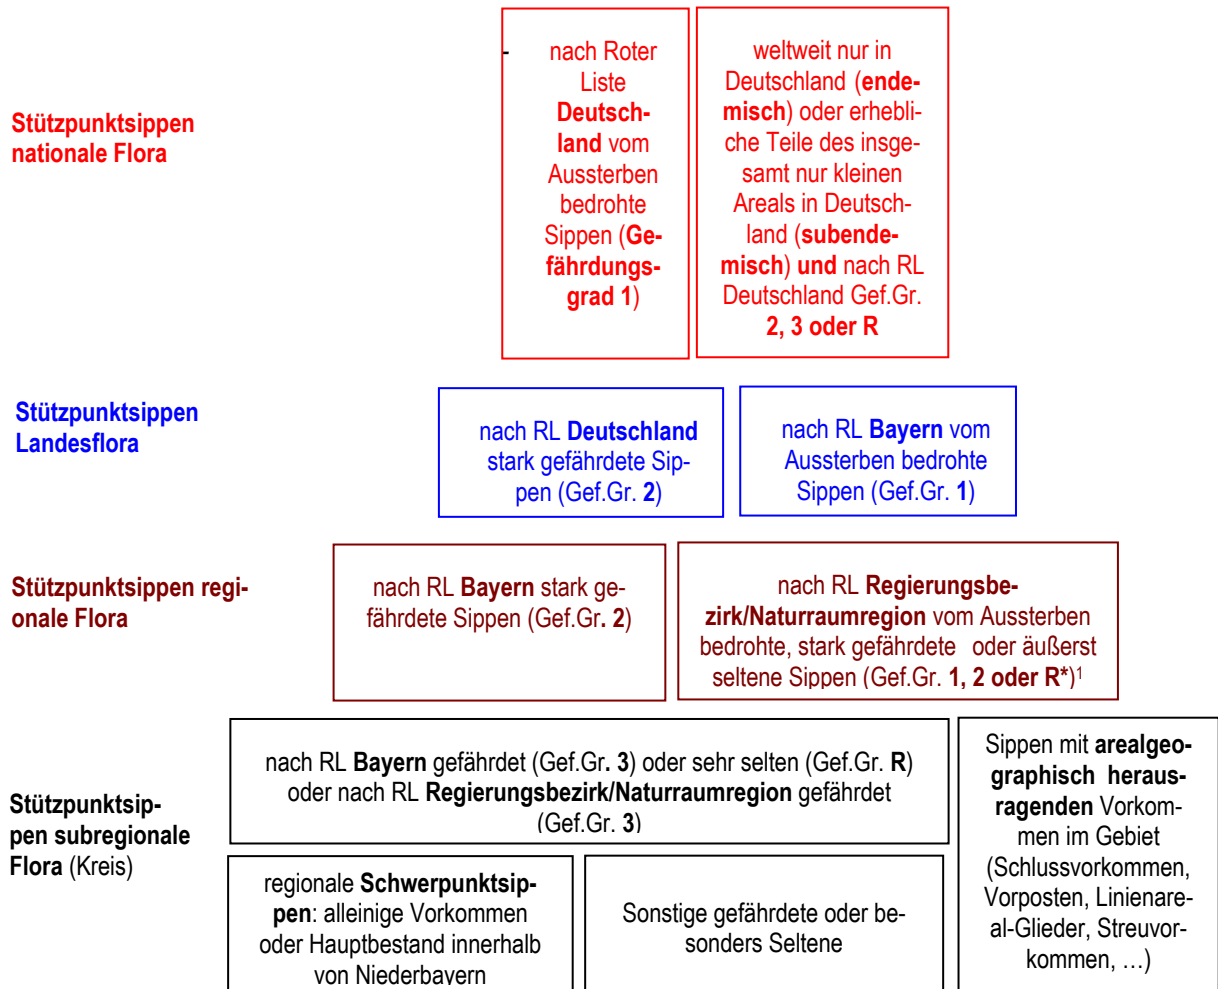 Stützpunktsippen
nationale Flora
-
nach Roter
Liste
Deutsch-
land vom
Aussterben
bedrohte
Sippen (Ge-
fährdungs-
grad 1)
weltweit nur in
Deutschland (ende-
misch) oder erhebli-
che Teile des insge-
samt nur kleinen
Areals in Deutsch-
land (subende-
misch) und nach RL
Deutschland Gef.Gr.
2, 3 oder R
Stützpunktsippen
Landesflora
nach RL Deutschland
stark gefährdete Sip-
pen (Gef.Gr. 2)
nach RL Bayern vom
Aussterben bedrohte
Sippen (Gef.Gr. 1)
Stützpunktsippen regi-
onale Flora
nach RL Bayern stark ge-
fährdete Sippen (Gef.Gr. 2)
nach RL Regierungsbe-
zirk/Naturraumregion vom Aussterben
bedrohte, stark gefährdete oder äußerst
seltene Sippen (Gef.Gr. 1, 2 oder R*)¹
Stützpunktsip-
pen subregionale
Flora (Kreis)
nach RL Bayern gefährdet (Gef.Gr. 3) oder sehr selten (Gef.Gr. R)
oder nach RL Regierungsbezirk/Naturraumregion gefährdet
(Gef.Gr. 3)
regionale Schwerpunktsip-
pen: alleinige Vorkommen
oder Hauptbestand innerhalb
von Niederbayern
Sonstige gefährdete oder be-
sonders Seltene
Sippen mit arealgeo-
graphisch heraus-
ragenden Vorkom-
men im Gebiet
(Schlussvorkommen,
Vorposten, Linienare-
al-Glieder, Streuvor-
kommen, …)